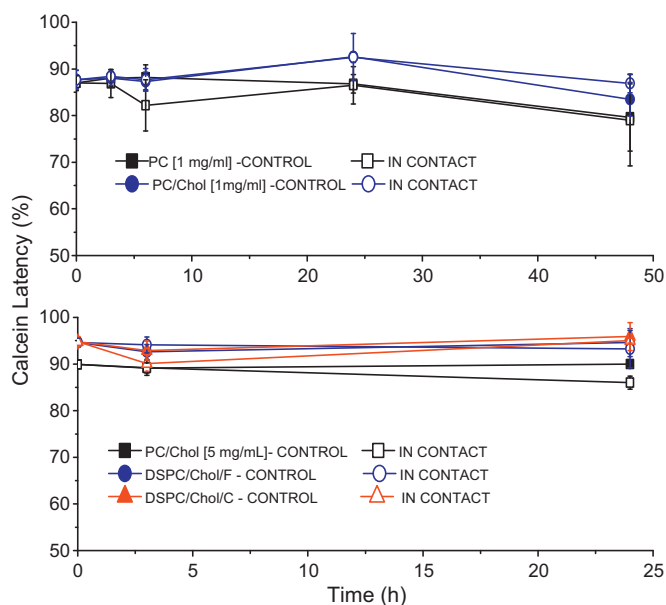 100
90
80
70
60
50
PC [1 mg/ml] -CONTROL IN CONTACT
PC/Chol [1mg/ml] -CONTROL IN CONTACT
0 10 20 30 40 50
Calcein Latency (%)
100
90
80
70
60
50
PC/Chol [5 mg/mL]- CONTROL IN CONTACT
DSPC/Chol/F - CONTROL IN CONTACT
DSPC/Chol/C - CONTROL IN CONTACT
0 5 10 15 20 25
Time (h)